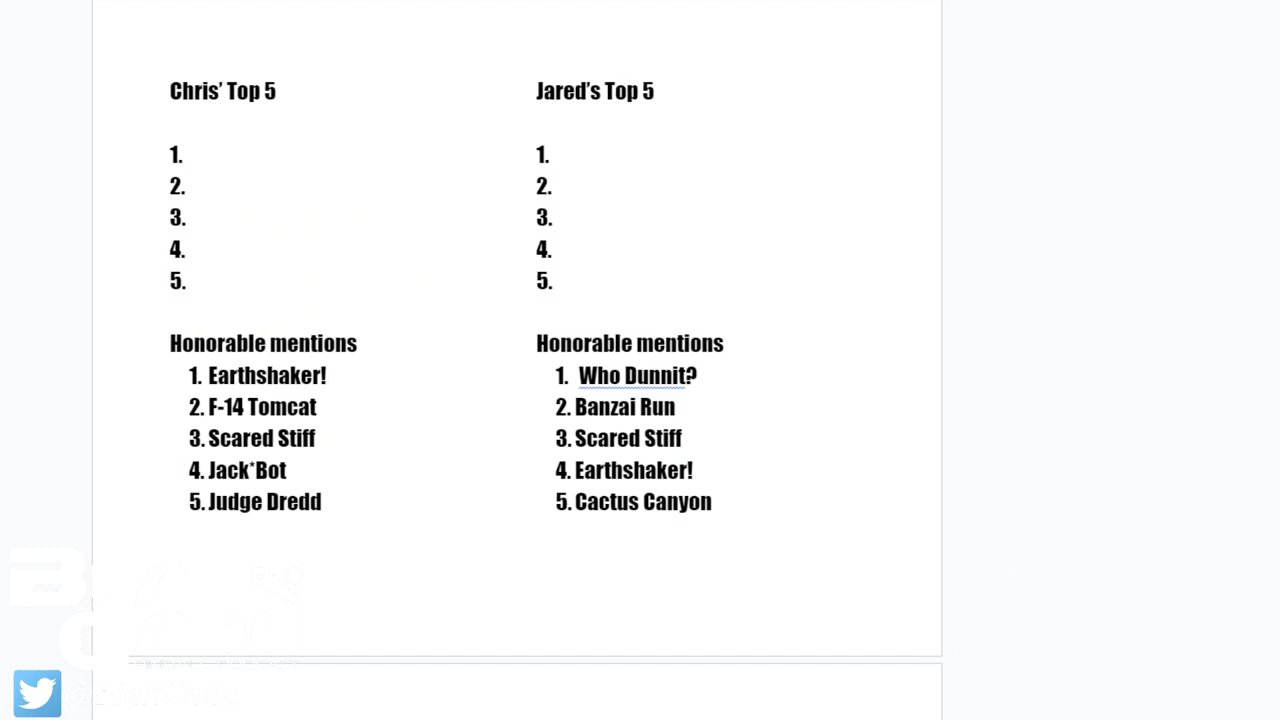 Chris’ Top 5
1.
2.
3.
4.
5.
Honorable mentions
1. Earthshaker!
2. F-14 Tomcat
3. Scared Stiff
4. Jack*Bot
5. Judge Dredd
Jared’s Top 5
1.
2.
3.
4.
5.
Honorable mentions
1. Who Dunnit?
2. Banzai Run
3. Scared Stiff
4. Earthshaker!
5. Cactus Canyon